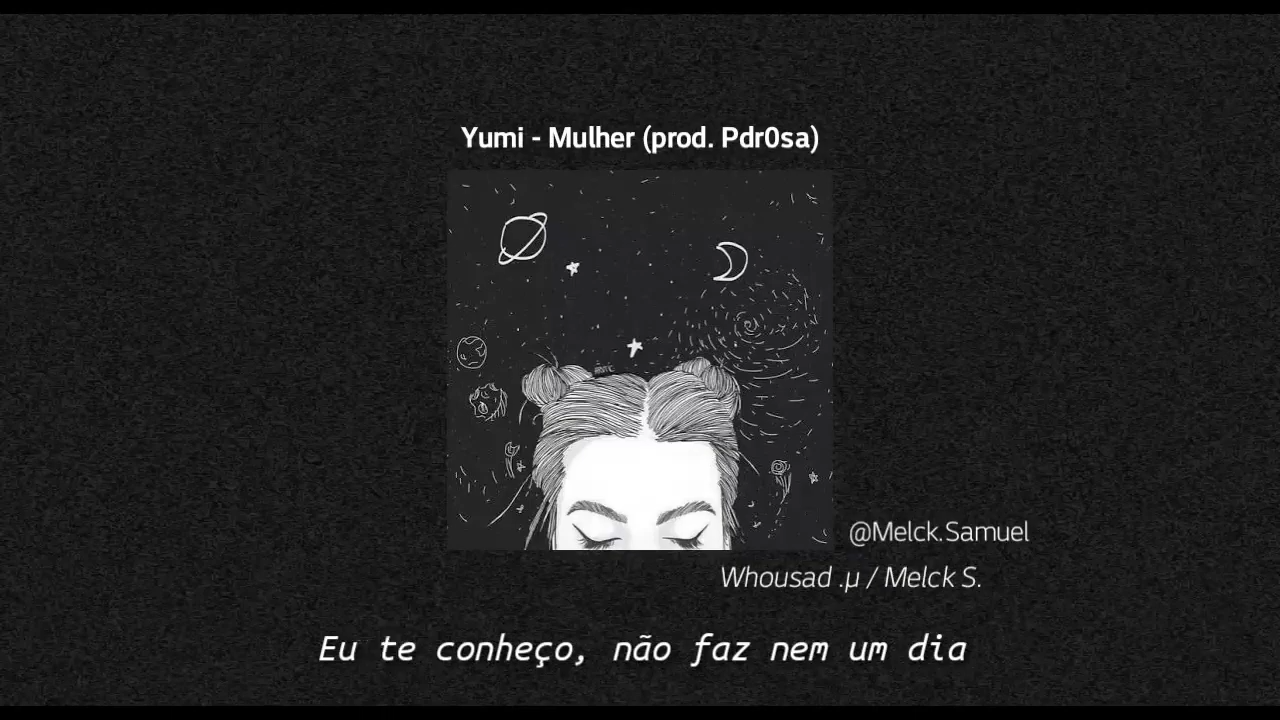 Yumi - Mulher (prod. Pdr0sa)
@Melck.Samuel
Whousad .µ / Melck S.
Eu te conheço, não faz nem um dia